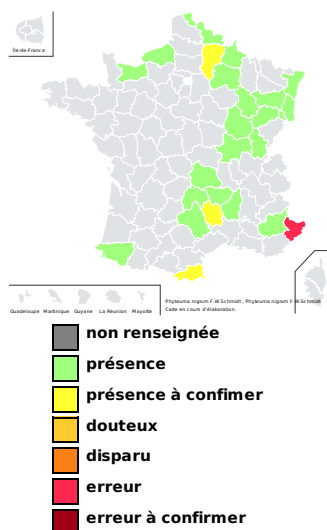 Île-de-France
Guadeloupe Martinique Guyane La Réunion Mayotte
Phyteuma nigrum F.W.Schmidt , Phyteuma nigrum F.W.Schmidt
Carte en cours d'élaboration.
non renseignée
présence
présence à confimer
douteux
disparu
erreur
erreur à confirmer